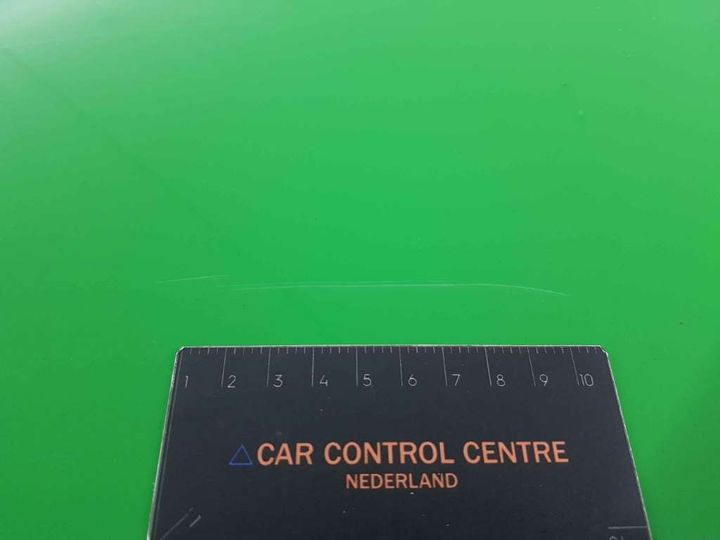 1 2 3 4 5 6 7 8 9 10
CAR CONTROL CENTRE
NEDERLAND